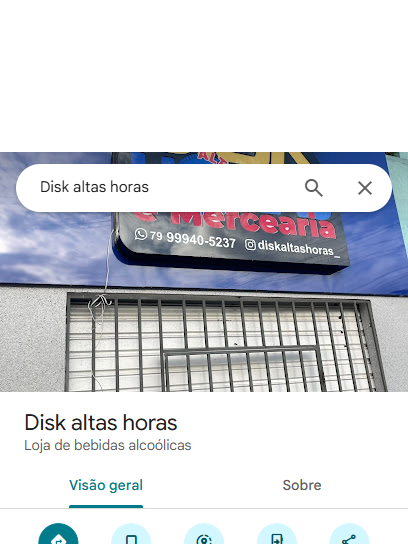 Disk altas horas
e Mercearia
79 99940-5237 diskaltashoras_
Disk altas horas
Loja de bebidas alcoólicas
Visão geral Sobre